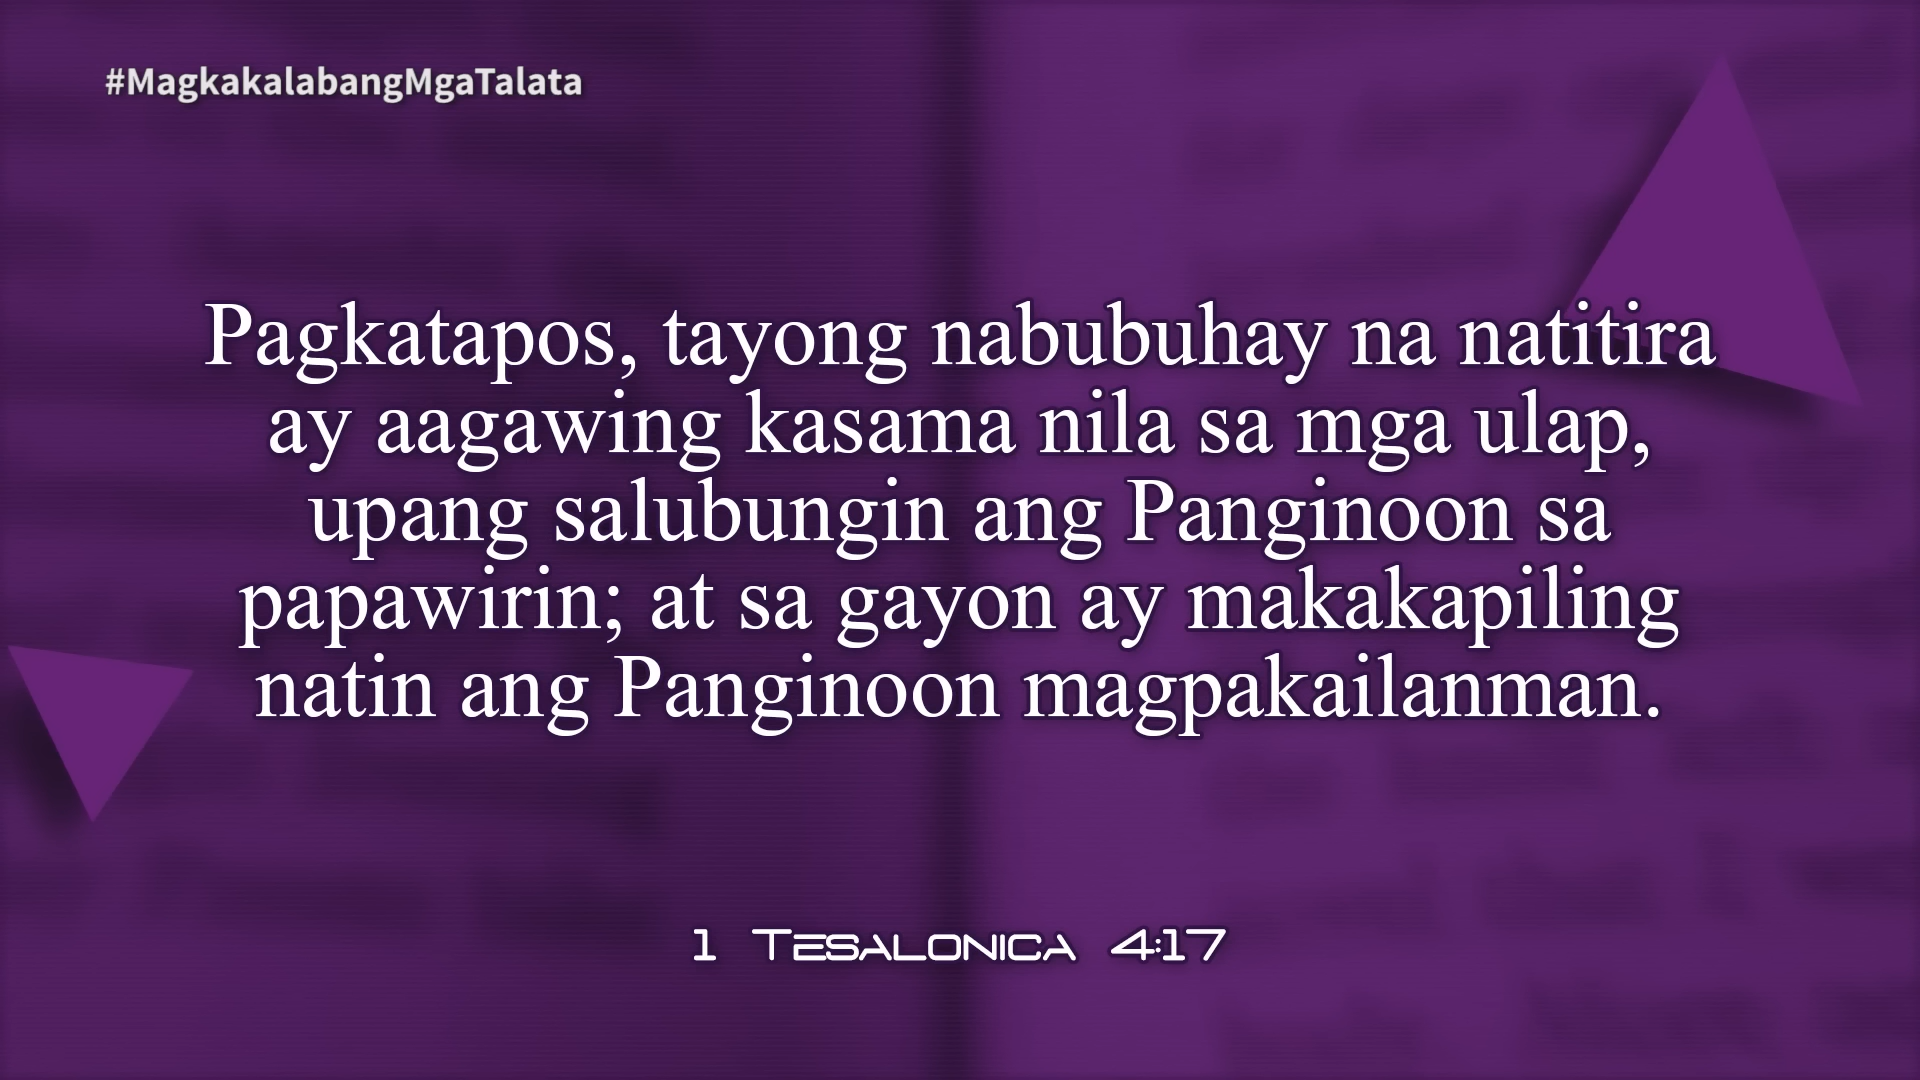 #MagkakalabangMgaTalata
Pagkatapos, tayong nabubuhay na natitira
ay aagawing kasama nila sa mga ulap,
upang salubungin ang Panginoon sa
papawirin; at sa gayon ay makakapiling
natin ang Panginoon magpakailanman.
1 Tesalonica 4:17